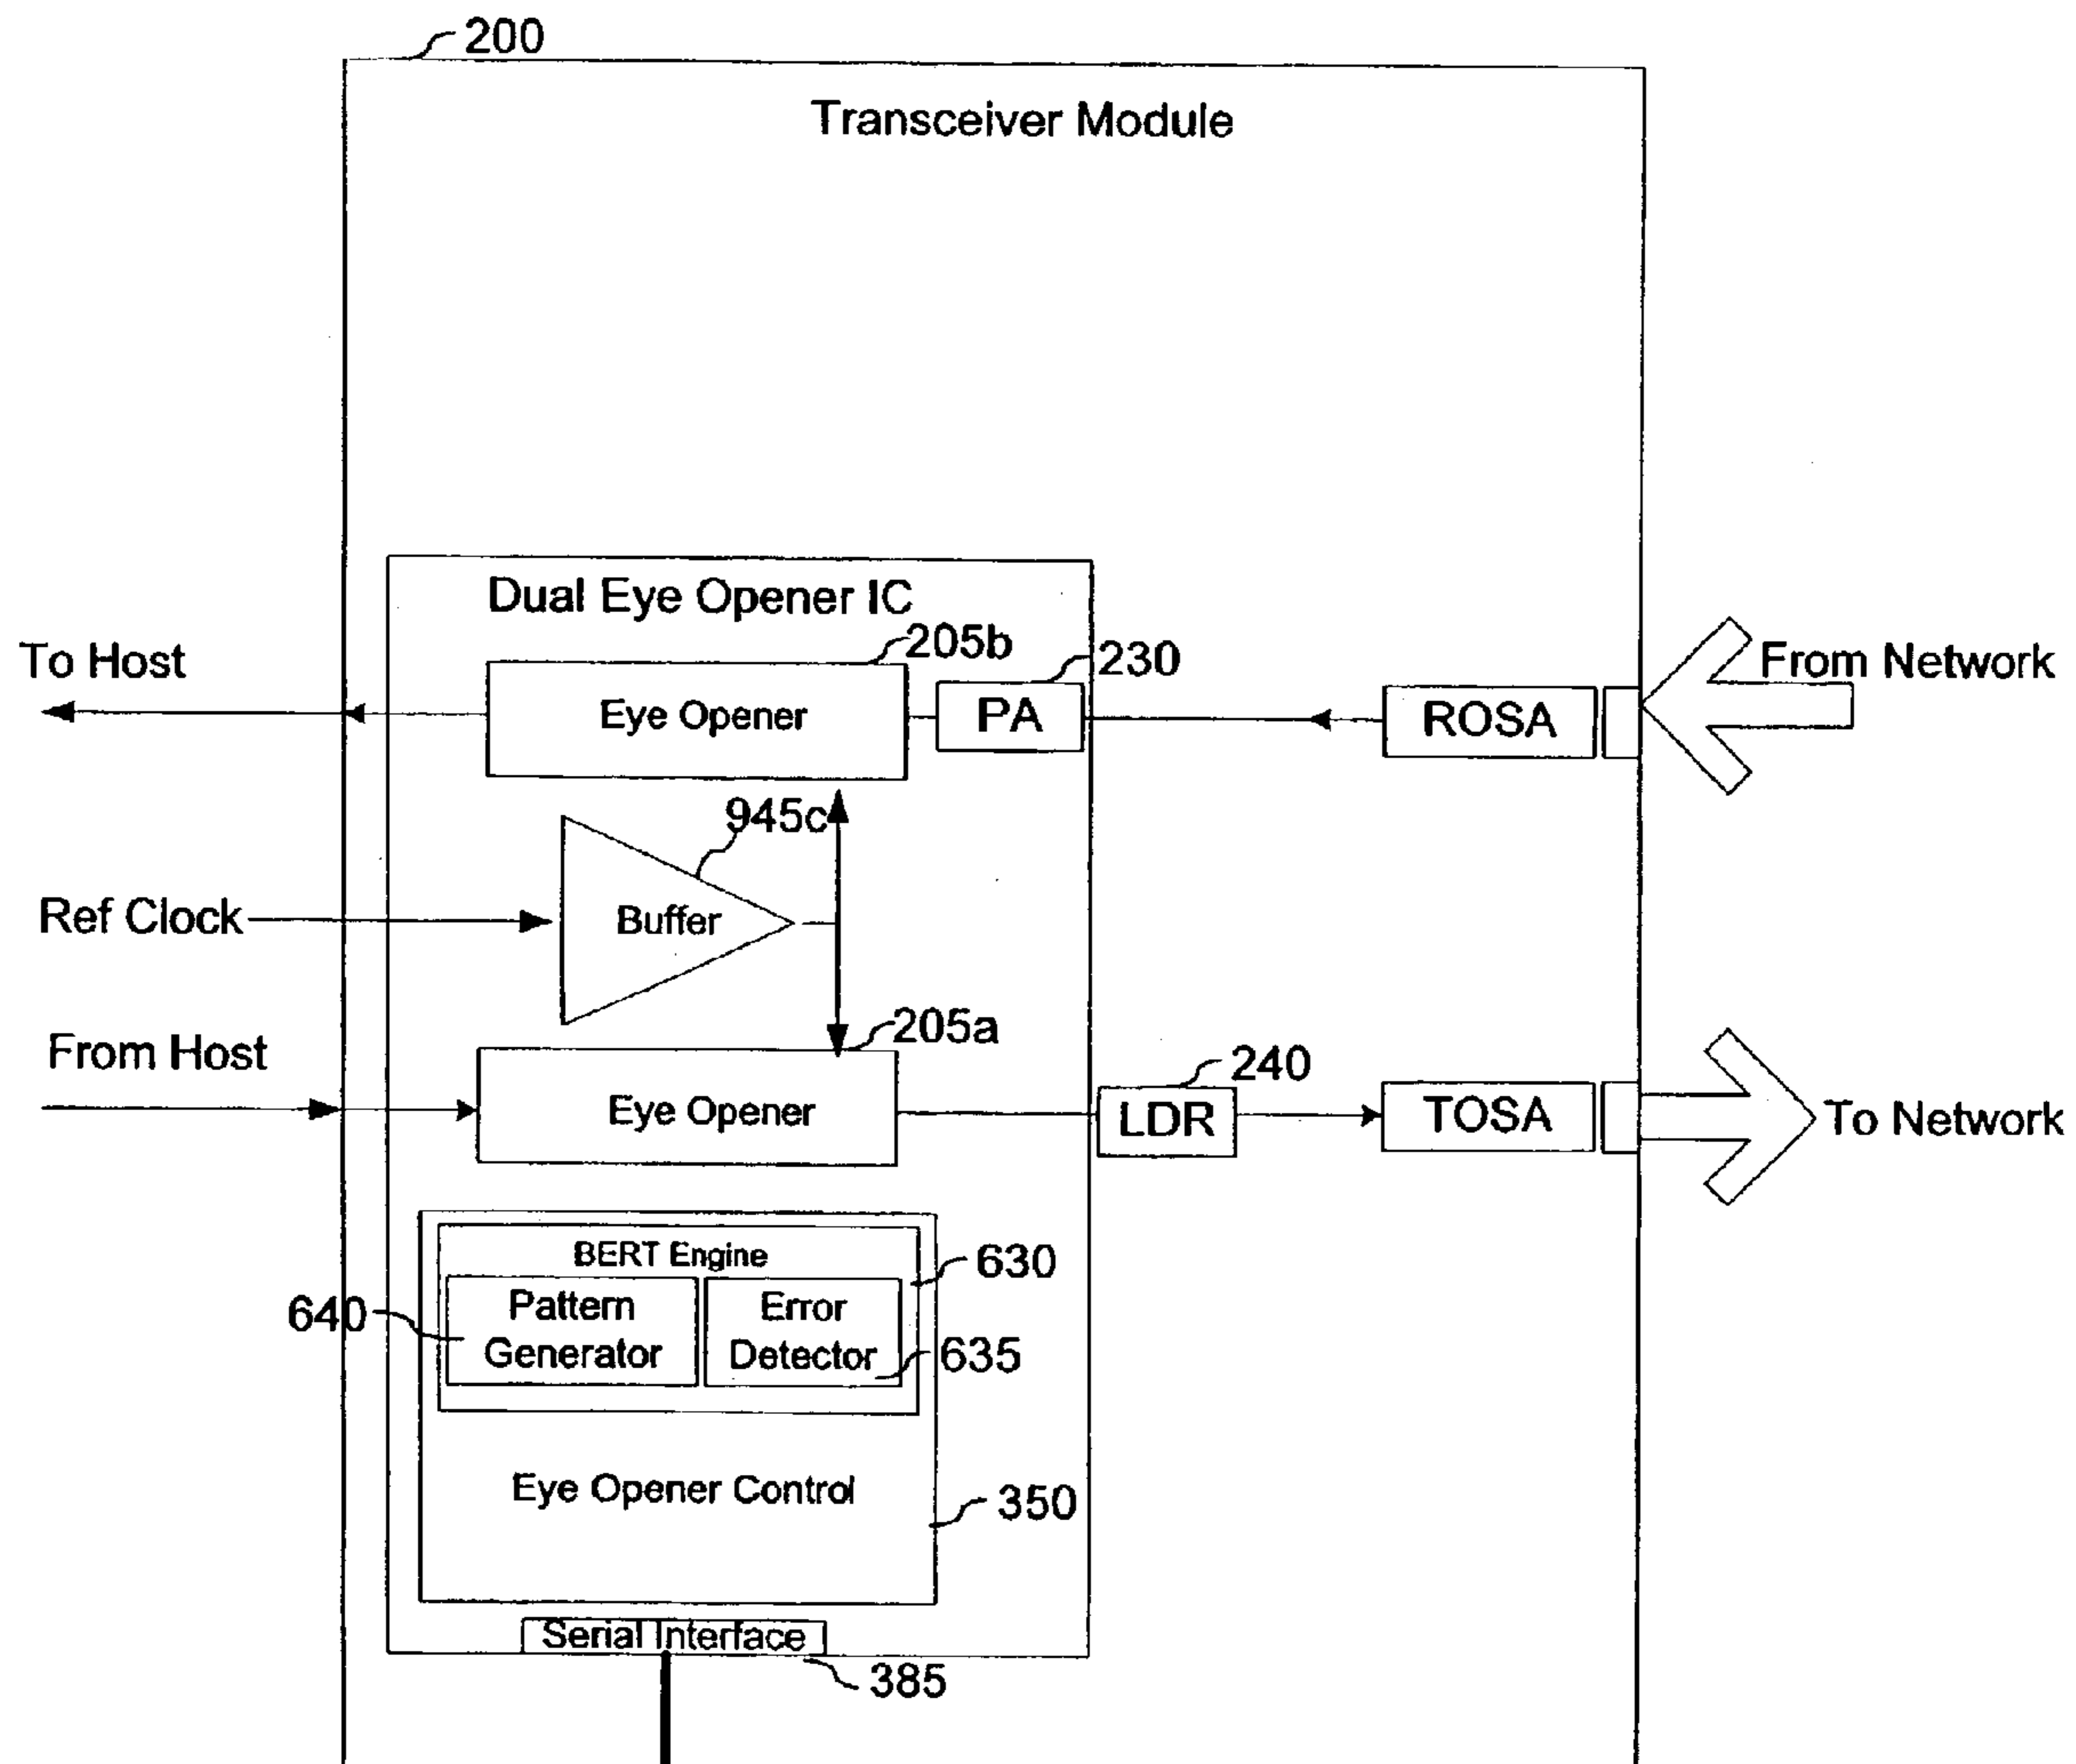 200
Transceiver Module
Dual Eye Opener IC
205b
230
To Host
From Network
Eye Opener
PA
ROSA
945c
Ref Clock
Buffer
205a
From Host
240
Eye Opener
LDR
TOSA
To Network
BERT Engine
630
640
Pattern
Generator
Error
Detector
635
Eye Opener Control
350
Serial Interface
385